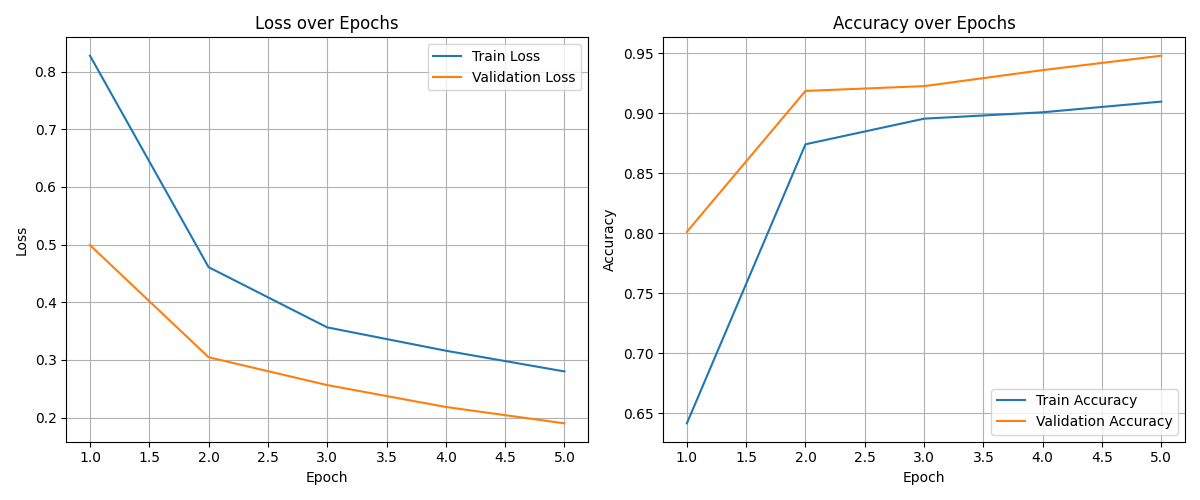 Loss over Epochs
Train Loss
Validation Loss
0.8
0.7
0.6
0.5
0.4
0.3
0.2
Loss
1.0 1.5 2.0 2.5 3.0 3.5 4.0 4.5 5.0
Epoch
Accuracy over Epochs
0.95
0.90
0.85
0.80
0.75
0.70
0.65
Accuracy
Train Accuracy
Validation Accuracy
1.0 1.5 2.0 2.5 3.0 3.5 4.0 4.5 5.0
Epoch